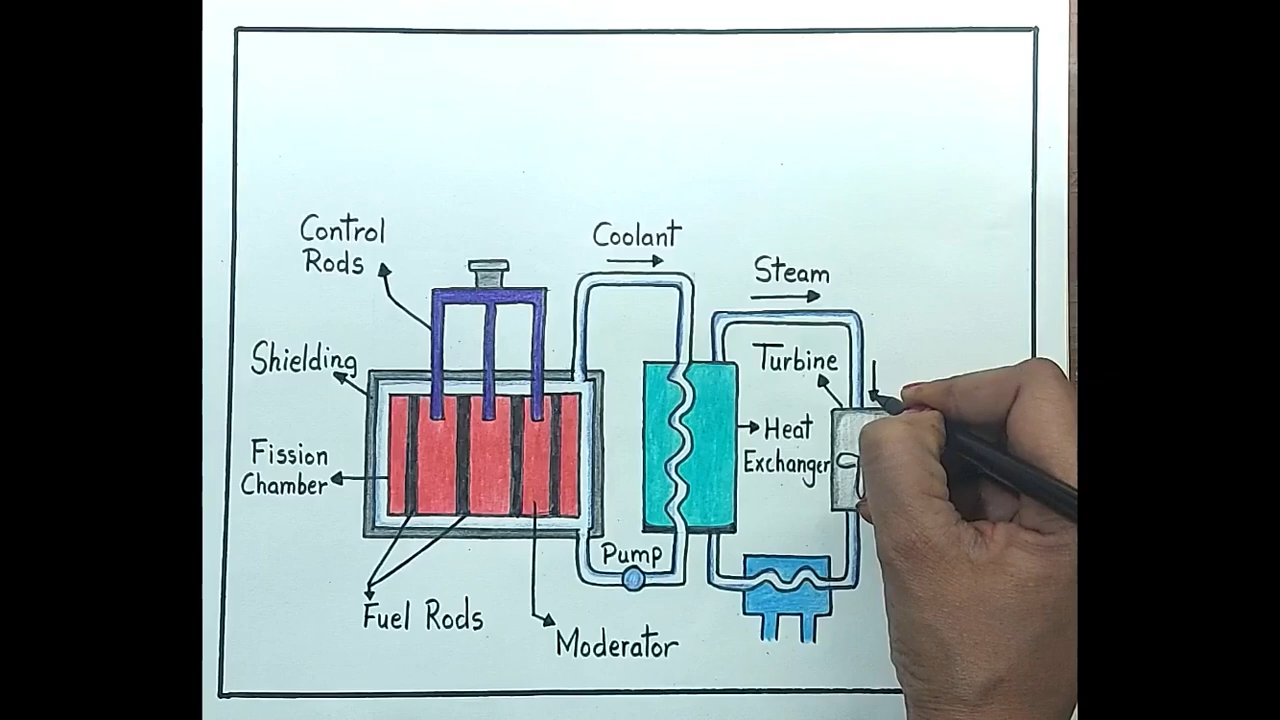 Control
Rods
Coolant
Steam
Shielding
Turbine
Fission
Chamber
Heat
Exchanger
Pump
Fuel Rods
Moderator